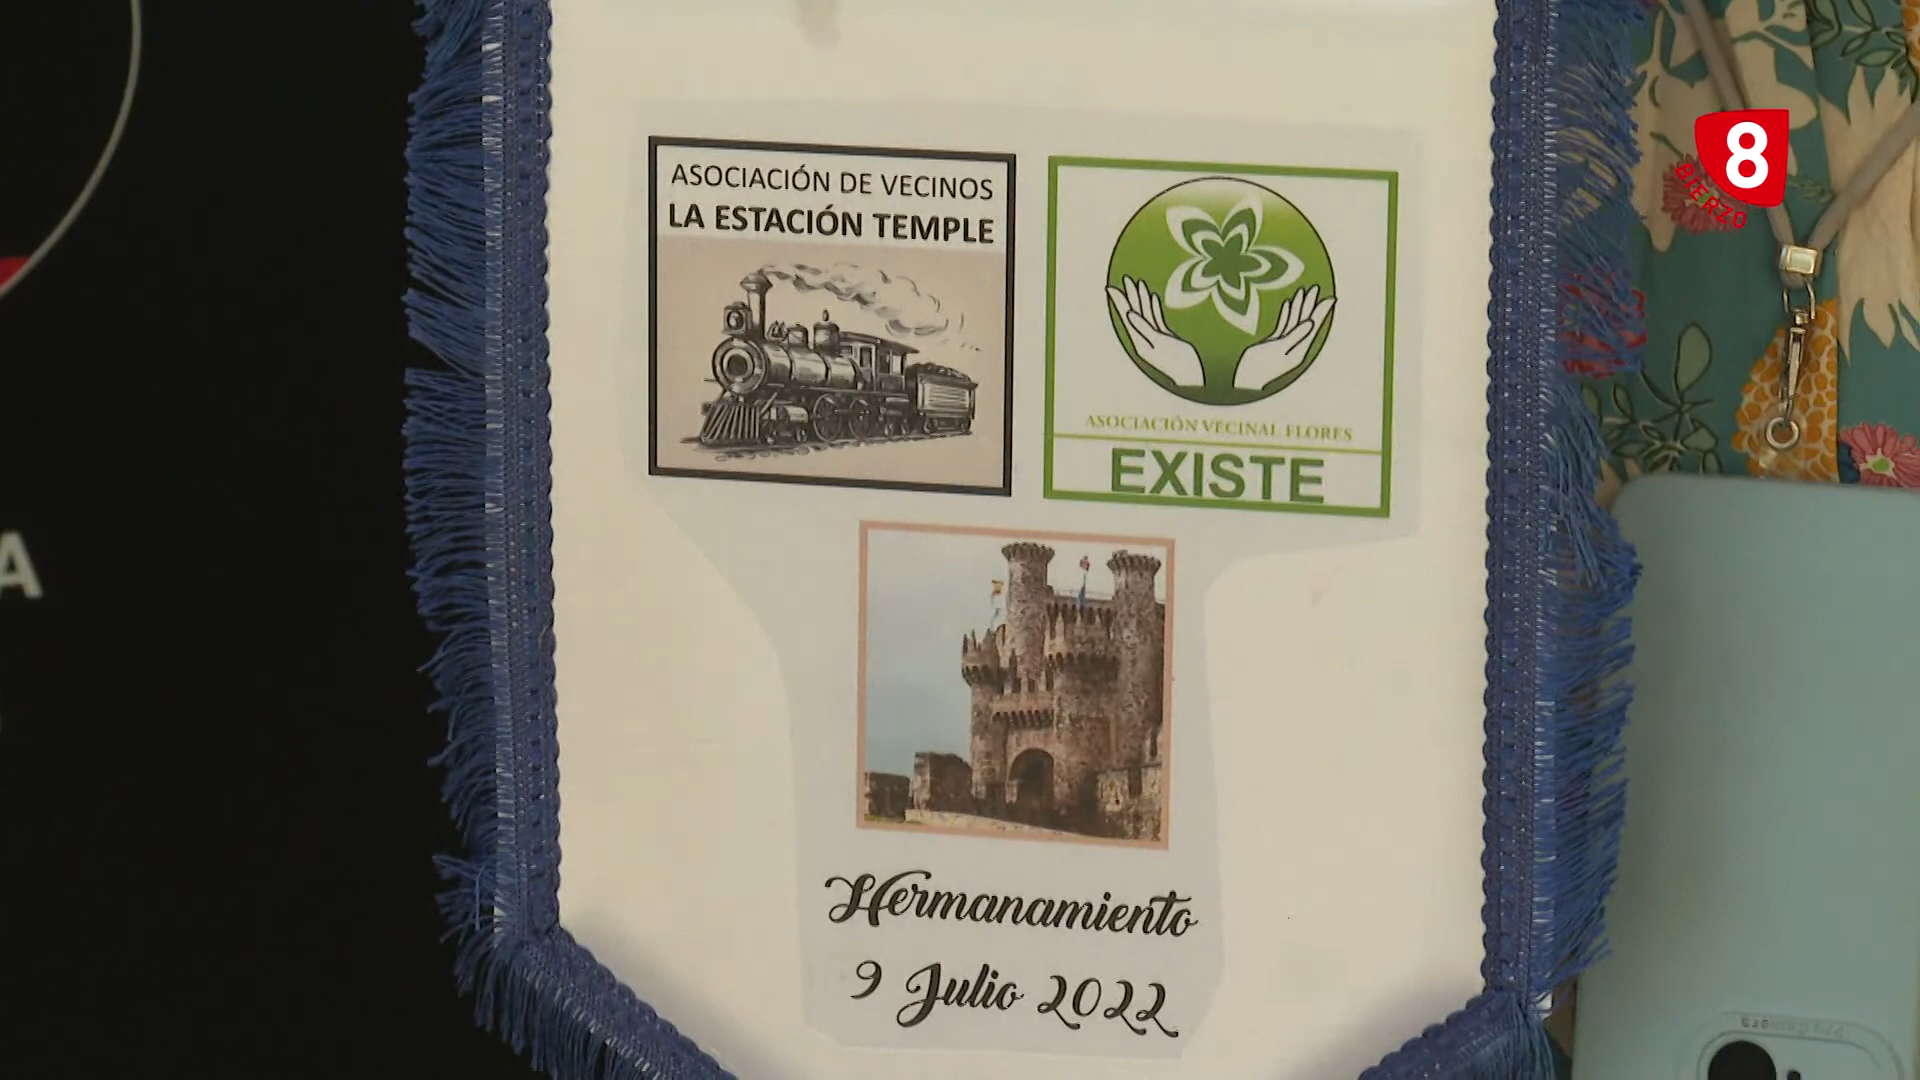 ASOCIACIÓN DE VECINOS
LA ESTACIÓN TEMPLE
ASOCIACIÓN VECINAL FLORES
EXISTE
Hermanamiento
9 Julio 2022
8
BIERZO
A